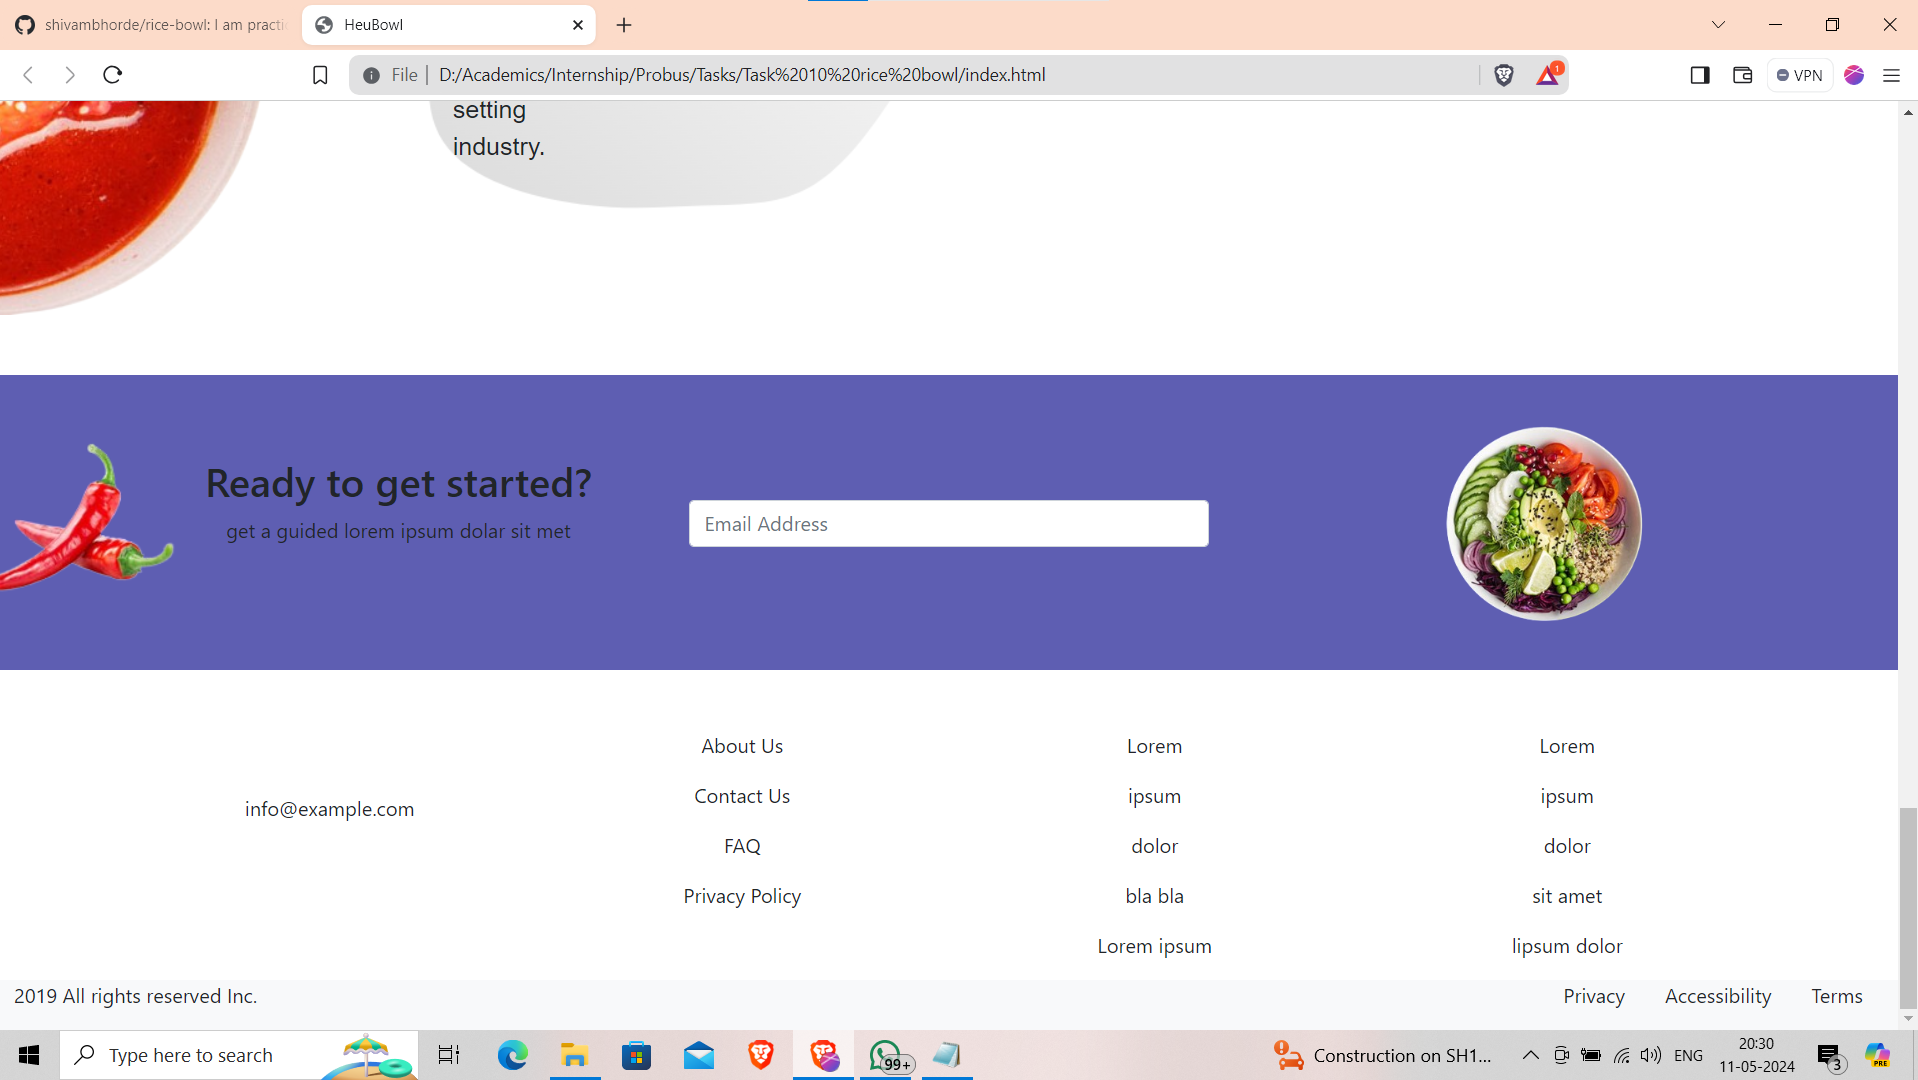 shivambhorde/rice-bowl: I am practi
HeuBowl
File
D:/Academics/Internship/Probus/Tasks/Task%2010%20rice%20bowl/index.html
1
VPN
setting
industry.
Ready to get started?
get a guided lorem ipsum dolar sit met
Email Address
info@example.com
About Us
Contact Us
FAQ
Privacy Policy
Lorem
ipsum
dolor
bla bla
Lorem ipsum
Lorem
ipsum
dolor
sit amet
lipsum dolor
2019 All rights reserved Inc.
Privacy
Accessibility
Terms
Type here to search
99+
Construction on SH1...
ENG
20:30
11-05-2024
3
PRE